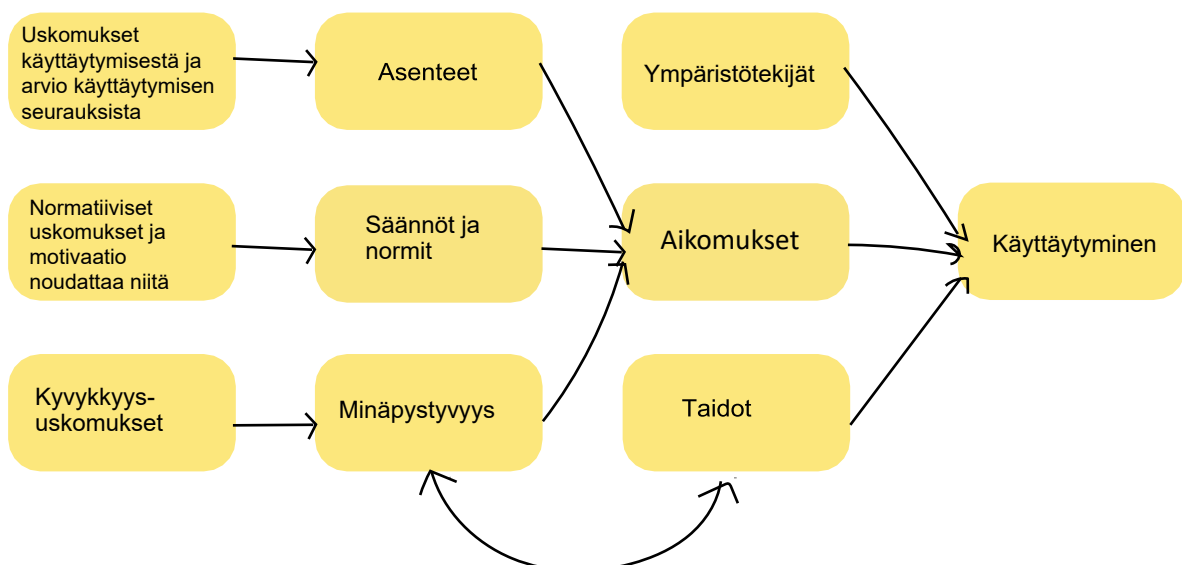 Uskomukset
käyttäytymisestä ja
arvio käyttäytymisen
seurauksista
Asenteet
Ympäristötekijät
Normatiiviset
uskomukset ja
motivaatio
noudattaa niitä
Säännöt ja
normit
Aikomukset
Käyttäytyminen
Kyvykkyys-
uskomukset
Minäpystyvyys
Taidot